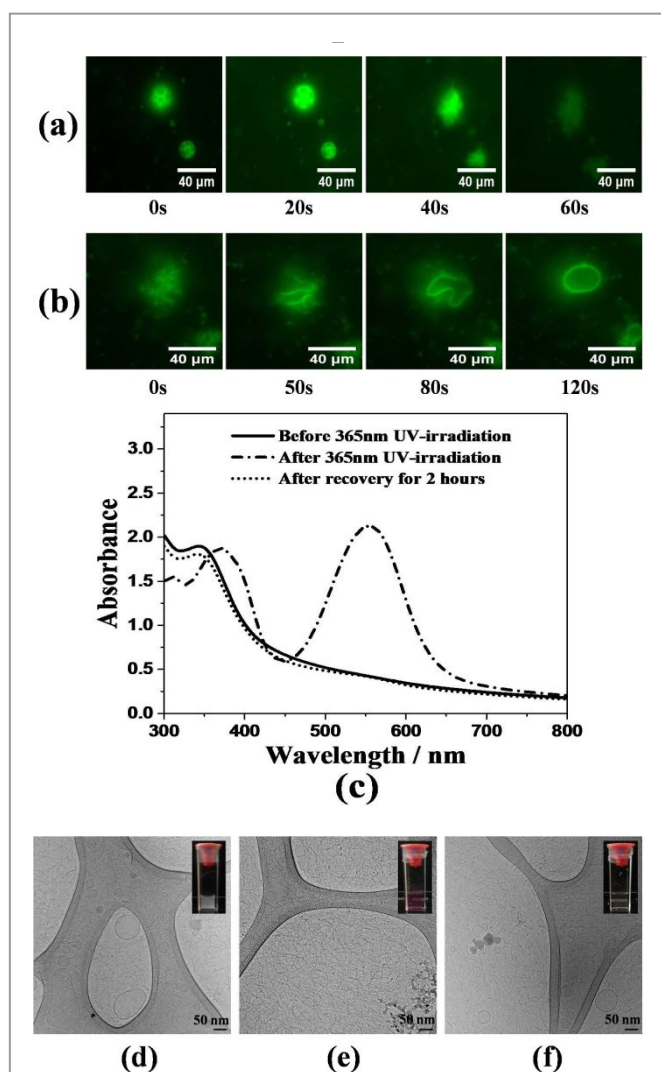 (a)
40 μm 40 μm 40 μm 40 μm
0s 20s 40s 60s
(b)
40 μm 40 μm 40 μm 40 μm
0s 50s 80s 120s
3.0
2.5
2.0
1.5
1.0
0.5
0.0
Absorbance
Before 365nm UV-irradiation
After 365nm UV-irradiation
After recovery for 2 hours
300 400 500 600 700 800
Wavelength / nm
(c)
50 nm 50 nm 50 nm
(d) (e) (f)